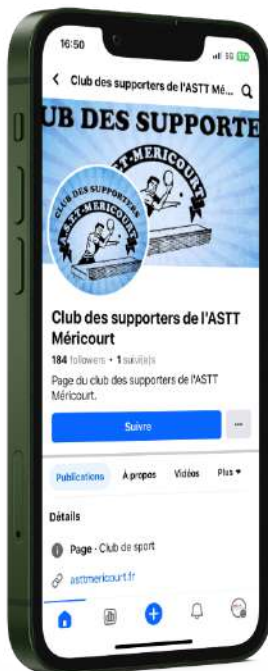 16:50
5G
Club des supporters de l'ASTT Mé...
UB DES SUPPORTE
A.S.T.T-MERICOURT
CLUB DES SUPPORTERS
A.S.T.T-MERICOURT
Club des supporters de l'ASTT
Méricourt
184 followers • 1 suivi(e)s
Page du club des supporters de l'ASTT
Méricourt.
Suivre
Publications À propos Vidéos Plus
Détails
Page · Club de sport
asttmericourt.fr